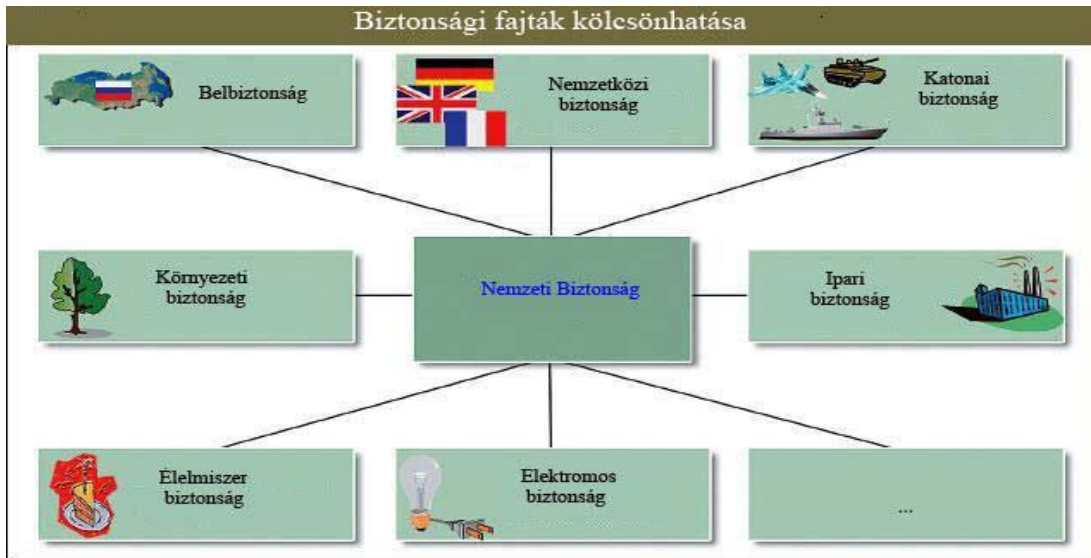 Biztonsági fajták kölcsönhatása
Belbiztonság
Nemzetközi
biztonság
Katonai
biztonság
Környezeti
biztonság
Nemzeti Biztonság
Ipari
biztonság
Élelmiszer
biztonság
Elektromos
biztonság
...